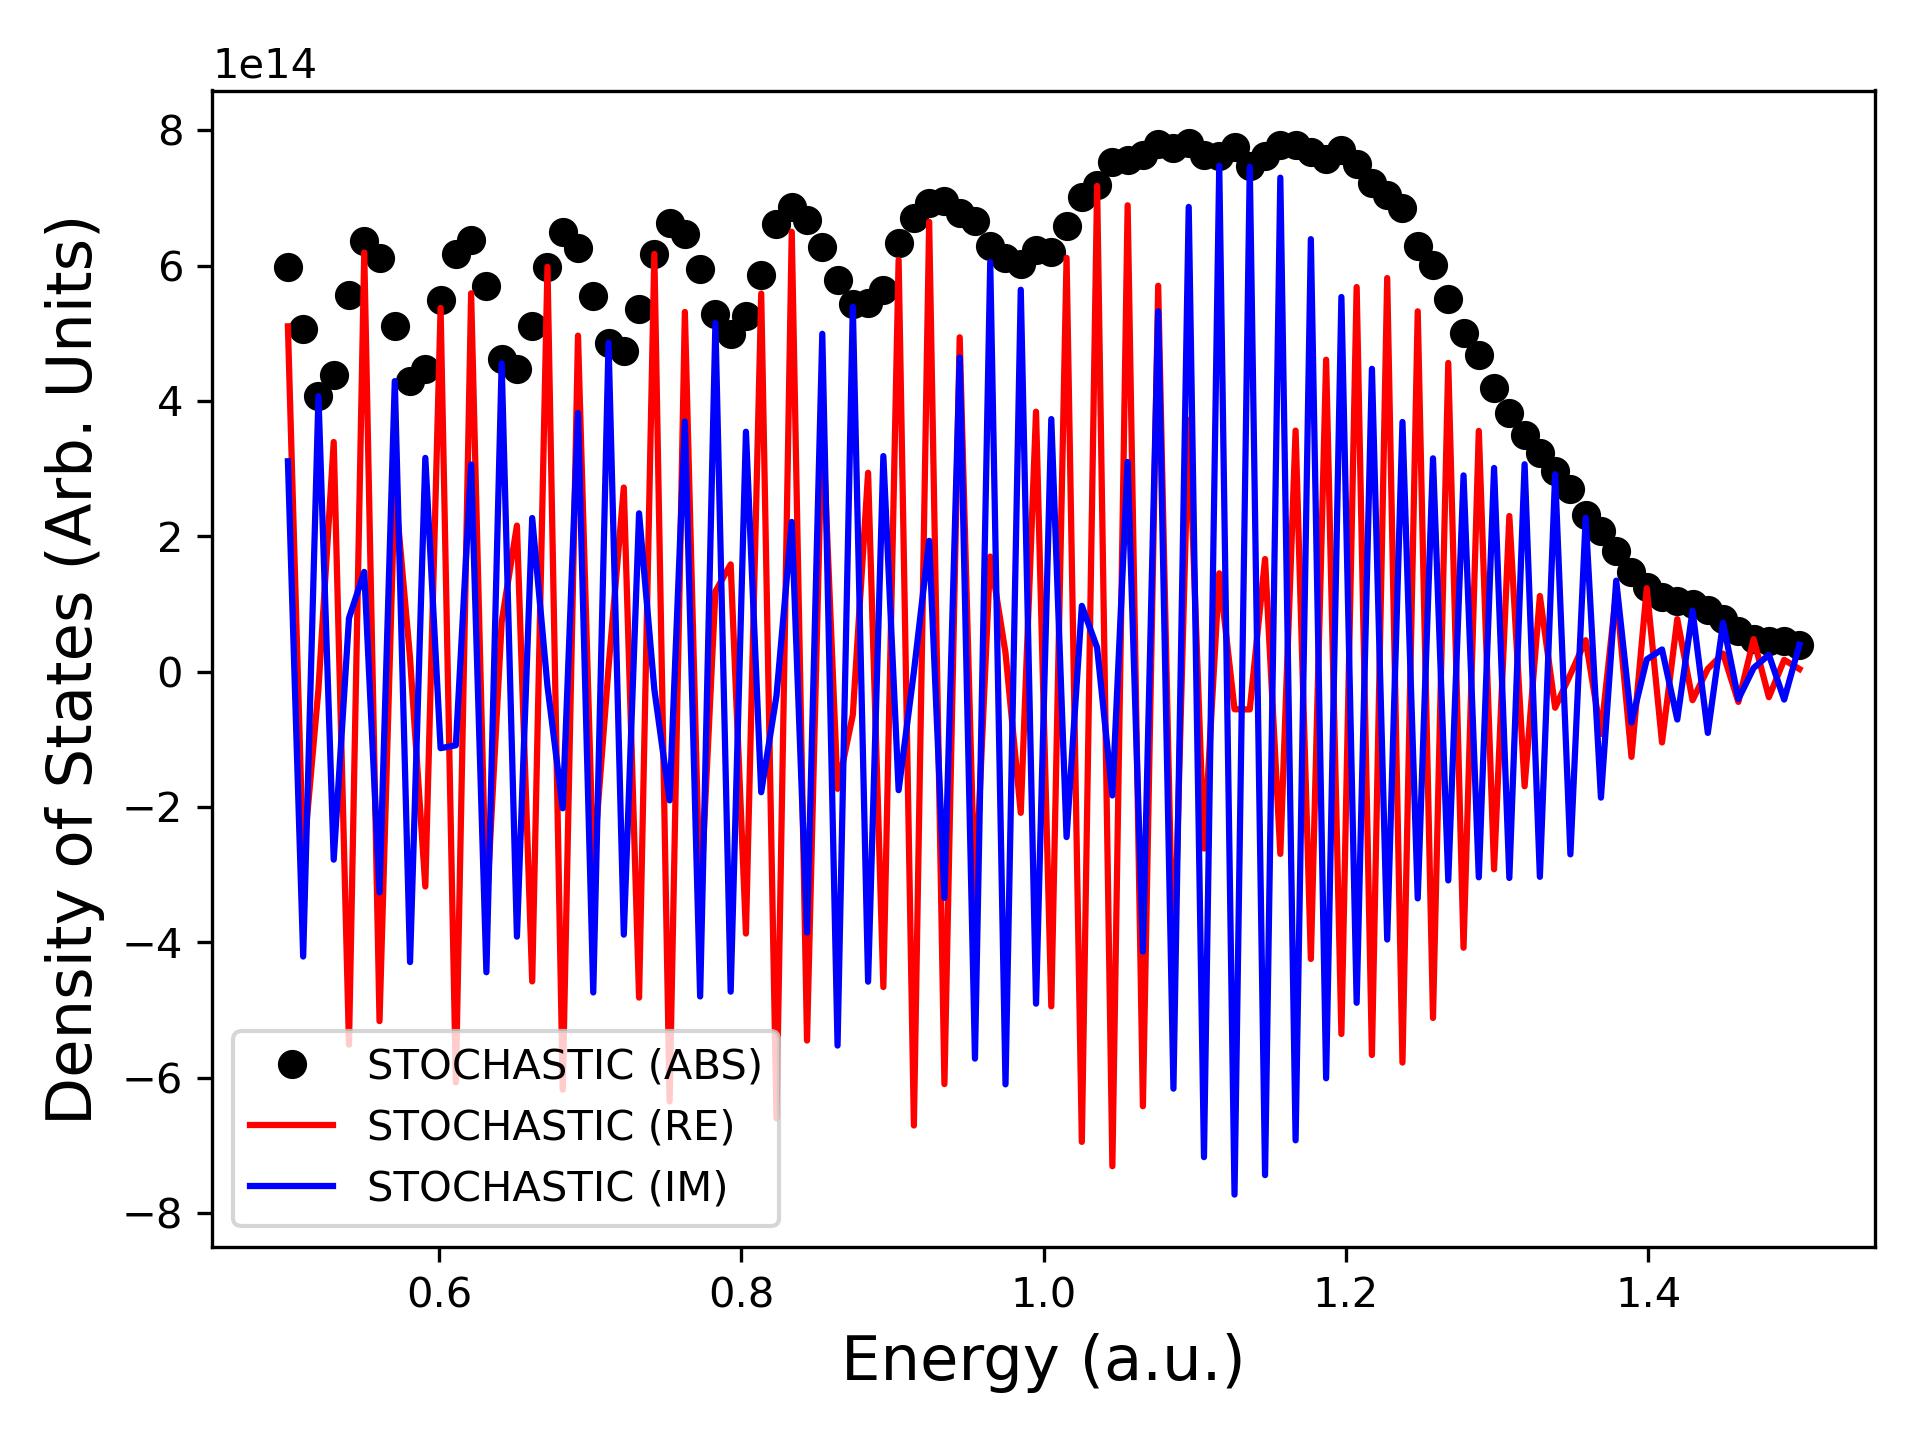 1e14
Density of States (Arb. Units)
8
6
4
2
0
−2
−4
−6
−8
STOCHASTIC (ABS)
STOCHASTIC (RE)
STOCHASTIC (IM)
0.6 0.8 1.0 1.2 1.4
Energy (a.u.)